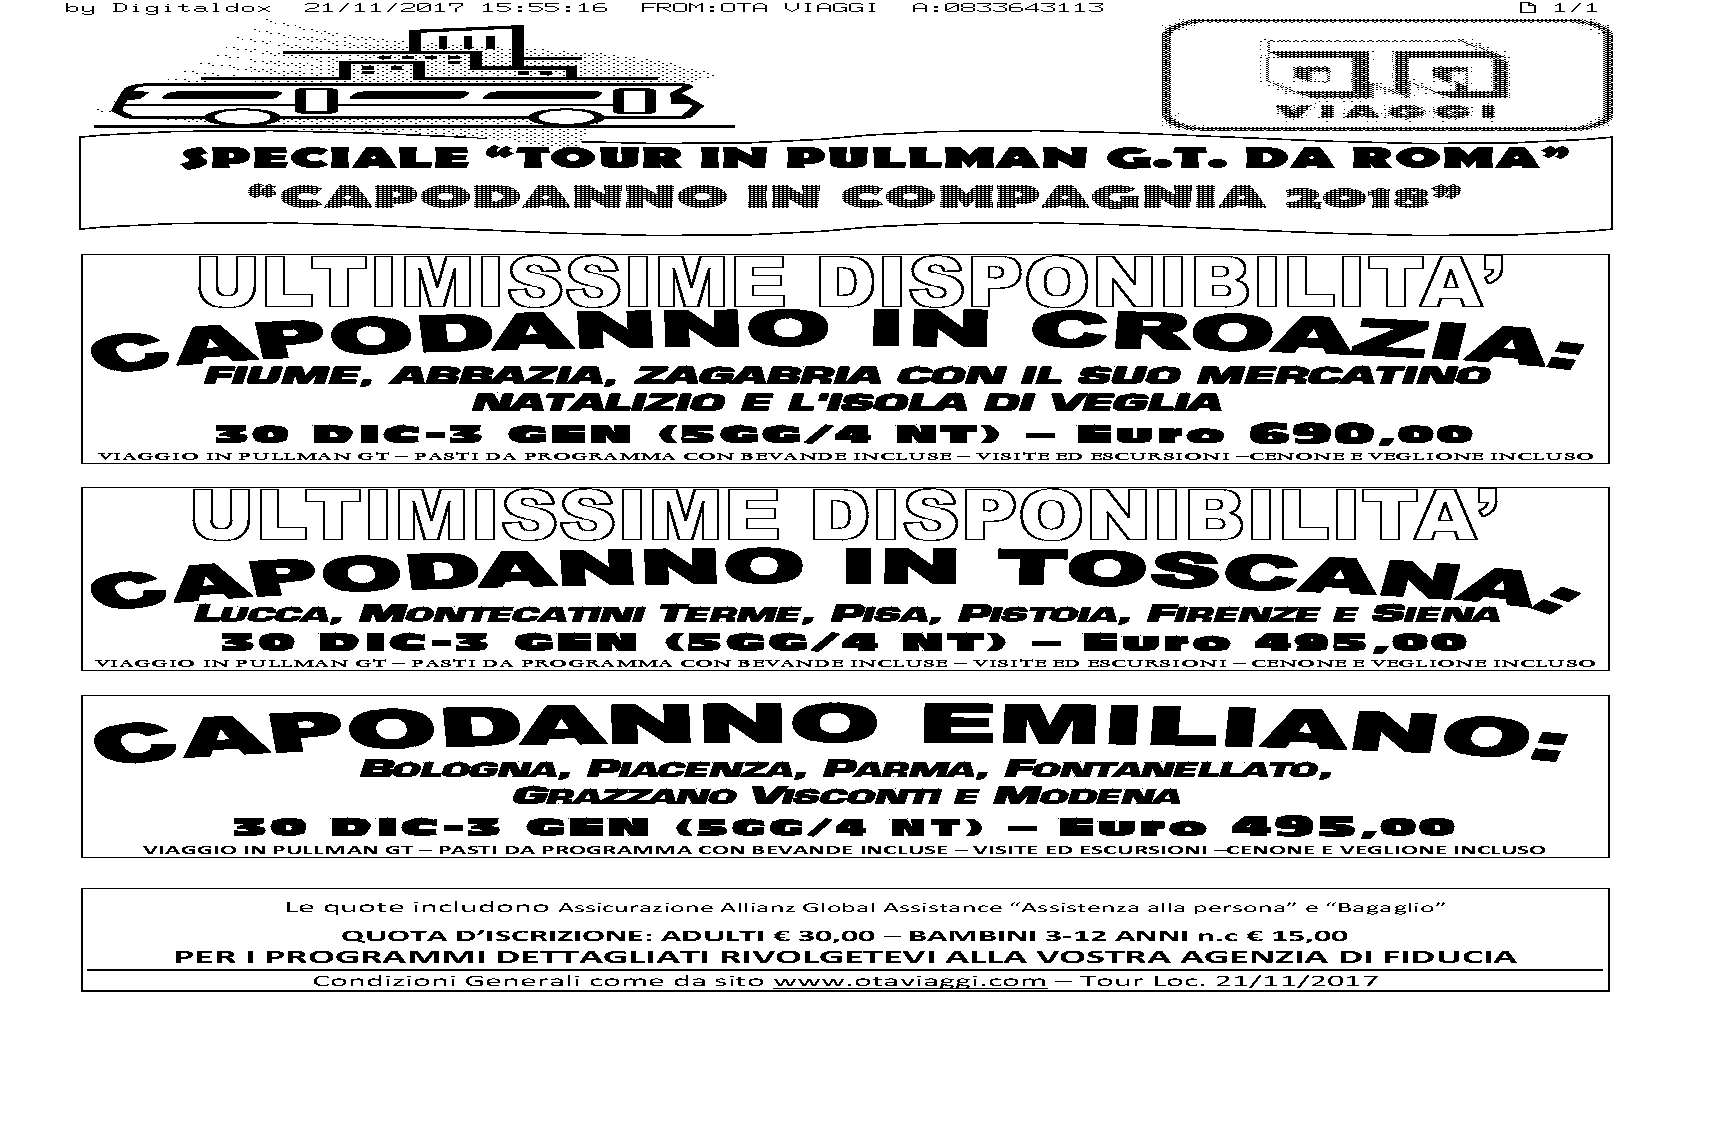 by Digitaldox 21/11/2017 15:55:16 FROM:OTA VIAGGI A:0833643113 1/1
VIAGGI
SPECIALE “TOUR IN PULLMAN G.T. DA ROMA”
“CAPODANNO IN COMPAGNIA 2018”
ULTIMISSIME DISPONIBILITA’
CAPODANNO IN CROAZIA:
FIUME, ABBAZIA, ZAGABRIA CON IL SUO MERCATINO
NATALIZIO E L'ISOLA DI VEGLIA
30 DIC-3 GEN (5GG/4 NT) – Euro 690,00
VIAGGIO IN PULLMAN GT – PASTI DA PROGRAMMA CON BEVANDE INCLUSE – VISITE ED ESCURSIONI –CENONE E VEGLIONE INCLUSO
ULTIMISSIME DISPONIBILITA’
CAPODANNO IN TOSCANA:
LUCCA, MONTECATINI TERME, PISA, PISTOIA, FIRENZE E SIENA
30 DIC-3 GEN (5GG/4 NT) – Euro 495,00
VIAGGIO IN PULLMAN GT – PASTI DA PROGRAMMA CON BEVANDE INCLUSE – VISITE ED ESCURSIONI – CENONE E VEGLIONE INCLUSO
CAPODANNO EMILIANO:
BOLOGNA, PIACENZA, PARMA, FONTANELLATO,
GRAZZANO VISCONTI E MODENA
30 DIC-3 GEN (5GG/4 NT) – Euro 495,00
VIAGGIO IN PULLMAN GT – PASTI DA PROGRAMMA CON BEVANDE INCLUSE – VISITE ED ESCURSIONI –CENONE E VEGLIONE INCLUSO
Le quote includono Assicurazione Allianz Global Assistance “Assistenza alla persona” e “Bagaglio”
QUOTA D’ISCRIZIONE: ADULTI € 30,00 – BAMBINI 3-12 ANNI n.c € 15,00
PER I PROGRAMMI DETTAGLIATI RIVOLGETEVI ALLA VOSTRA AGENZIA DI FIDUCIA
Condizioni Generali come da sito www.otaviaggi.com – Tour Loc. 21/11/2017